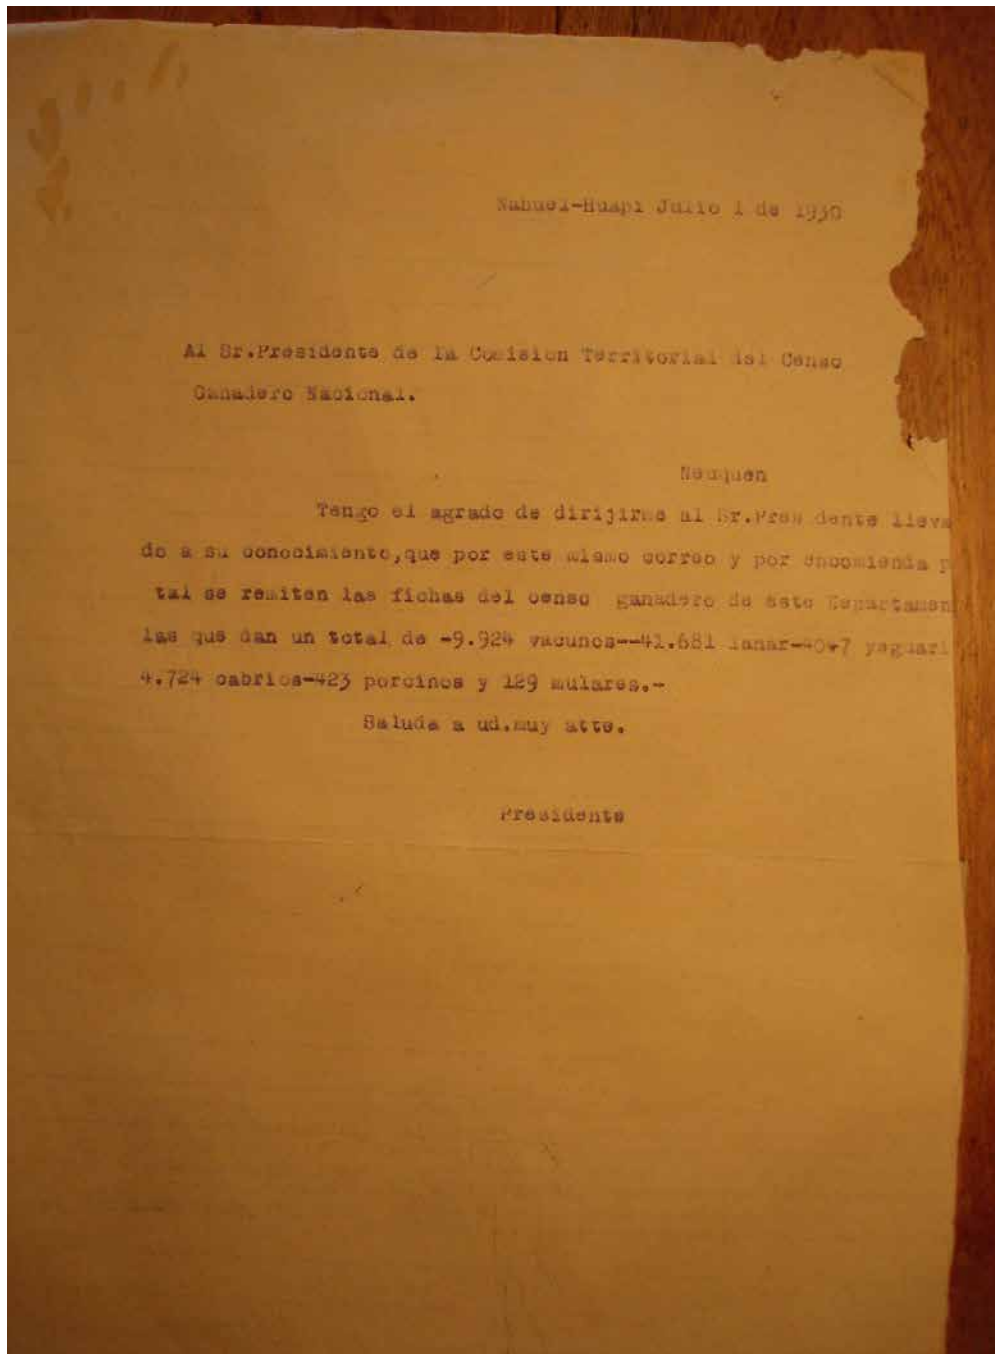 Nahuel-Huapi Julio 1 de 1930
Al Sr.Presidente de la Comision Territorial del Censo
Ganadero Nacional.
Neuquen
Tengo el agrado de dirijirme al Sr.Presidente lleva
do a su conocimiento,que por este mismo correo y por encomienda p
tal se remiten las fichas del censo ganadero de este Departamen
las que dan un total de -9.924 vacunos--41.681 lanar- yeguari
4.724 cabrios-423 porcinos y 129 mulares.-
Saluda a ud.muy atte.
Presidente